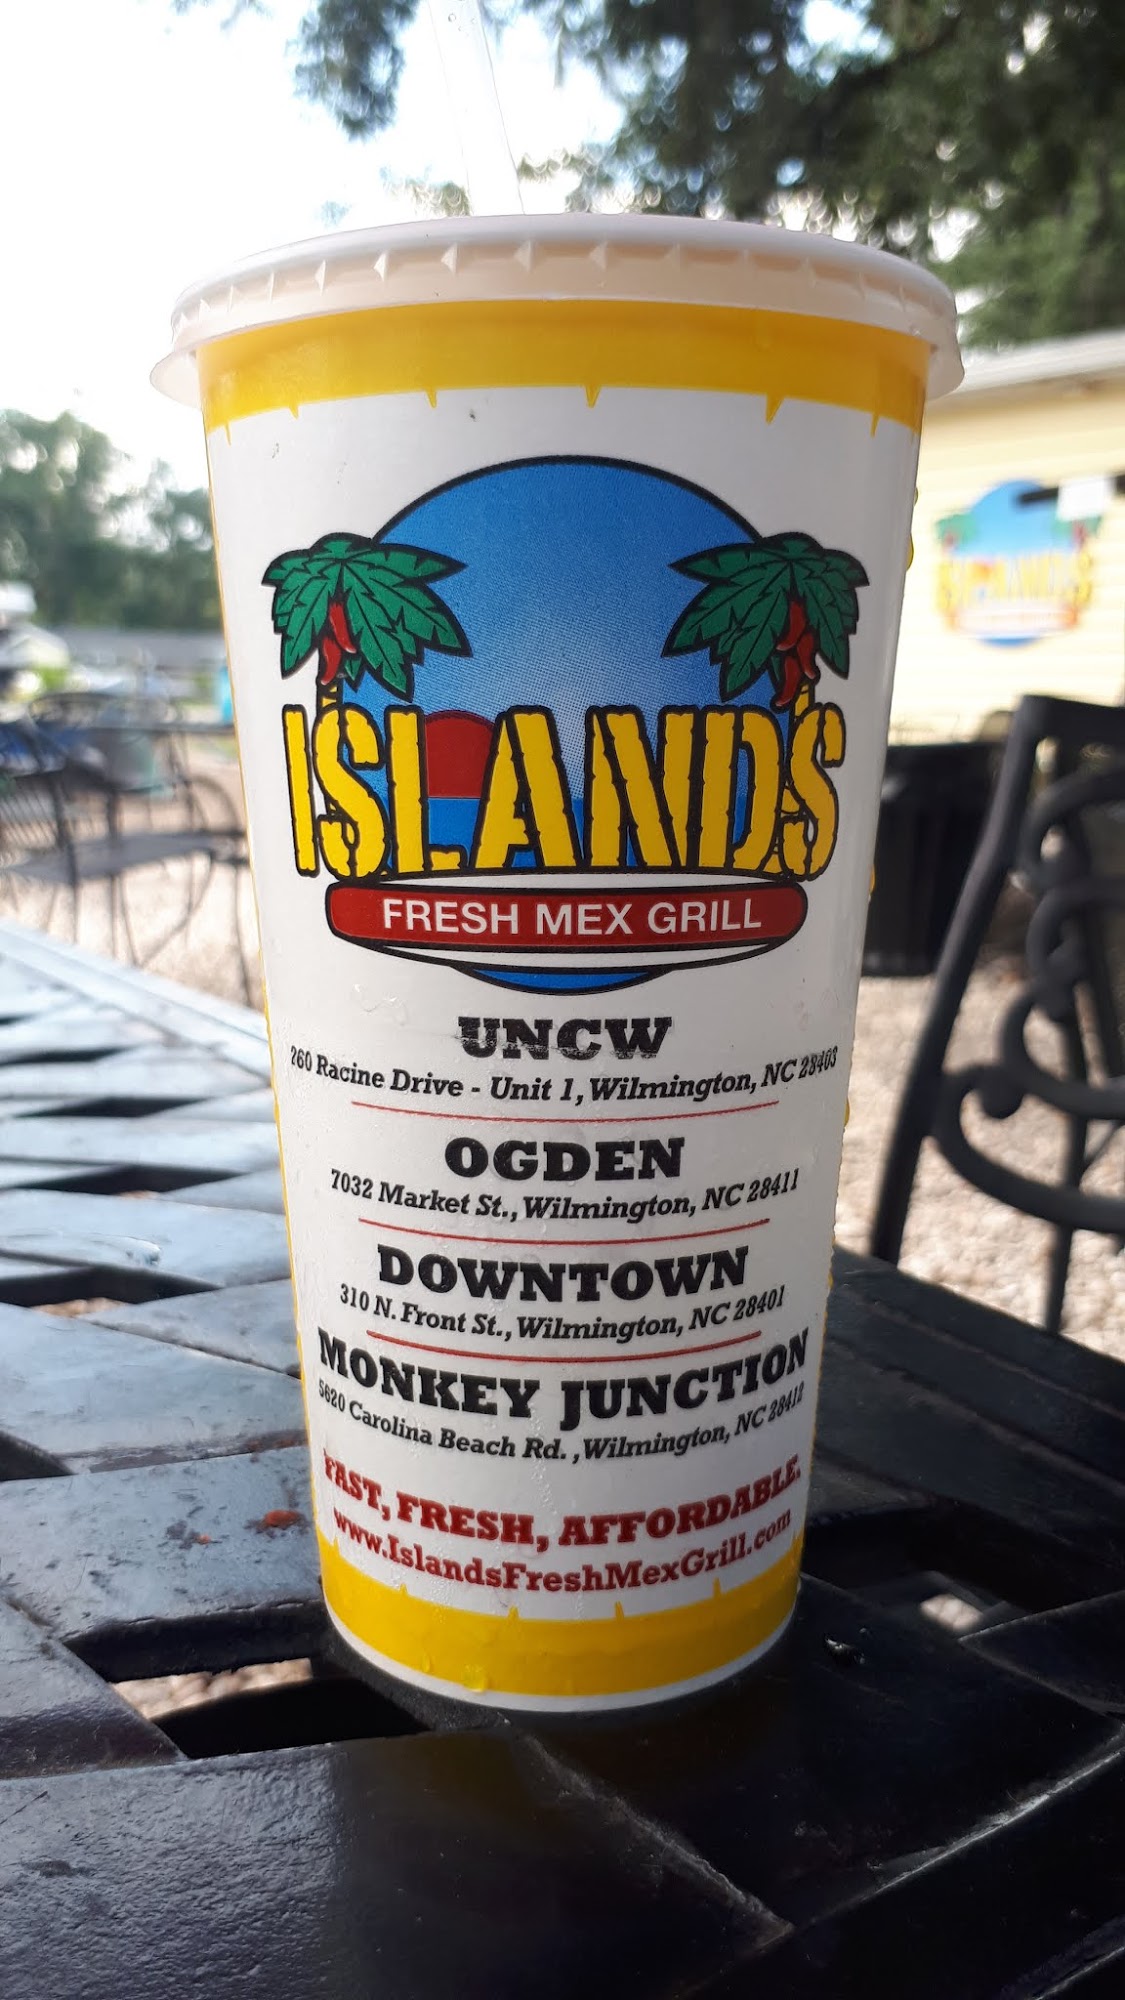 ISLANDS
FRESH MEX GRILL
UNCW
260 Racine Drive - Unit 1, Wilmington, NC 28403
OGDEN
7032 Market St., Wilmington, NC 28411
DOWNTOWN
310 N. Front St., Wilmington, NC 28401
MONKEY JUNCTION
5620 Carolina Beach Rd. , Wilmington, NC 28412
FAST, FRESH, AFFORDABLE.
www.IslandsFreshMexGrill.com
ISLANDS